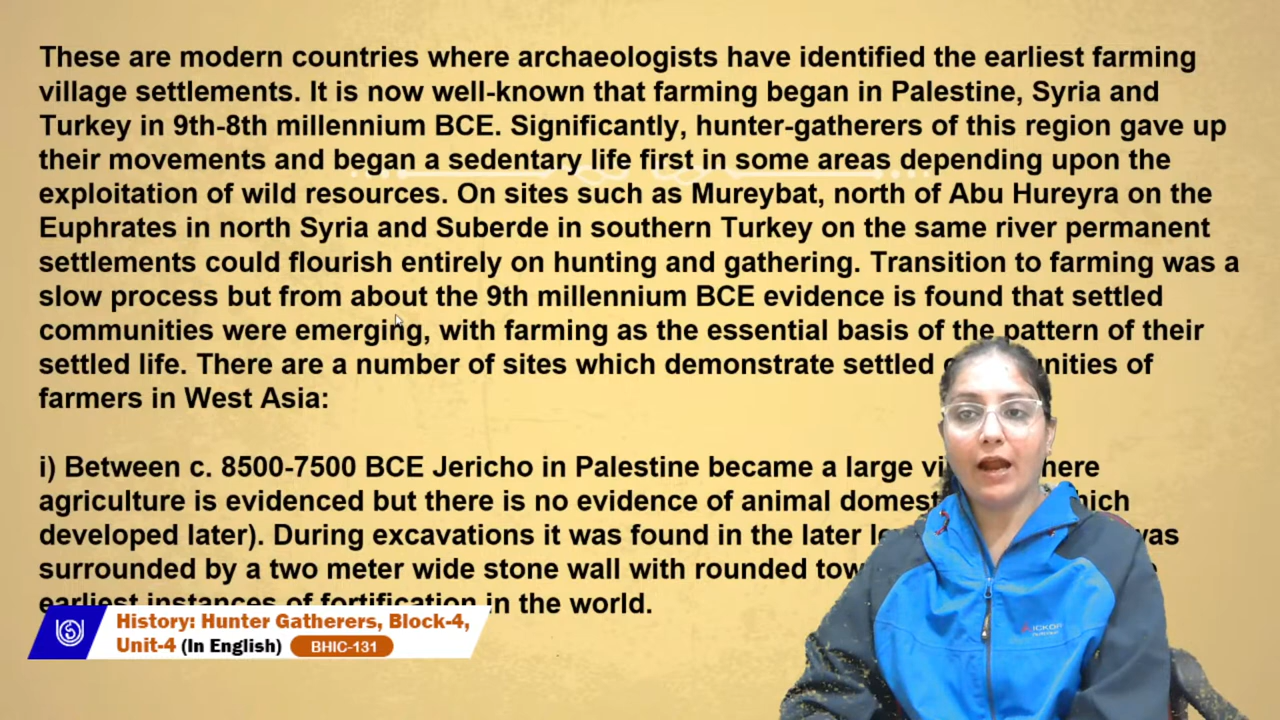 These are modern countries where archaeologists have identified the earliest farming
village settlements. It is now well-known that farming began in Palestine, Syria and
Turkey in 9th-8th millennium BCE. Significantly, hunter-gatherers of this region gave up
their movements and began a sedentary life first in some areas depending upon the
exploitation of wild resources. On sites such as Mureybat, north of Abu Hureyra on the
Euphrates in north Syria and Suberde in southern Turkey on the same river permanent
settlements could flourish entirely on hunting and gathering. Transition to farming was a
slow process but from about the 9th millennium BCE evidence is found that settled
communities were emerging, with farming as the essential basis of the pattern of their
settled life. There are a number of sites which demonstrate settled of
farmers in West Asia:
i) Between c. 8500-7500 BCE Jericho in Palestine became a large
agriculture is evidenced but there is no evidence of animal
developed later). During excavations it was found in the later was
surrounded by a two meter wide stone wall with rounded
earliest instances of fortification in the world.
History: Hunter Gatherers, Block-4,
Unit-4 (In English) BHIC-131